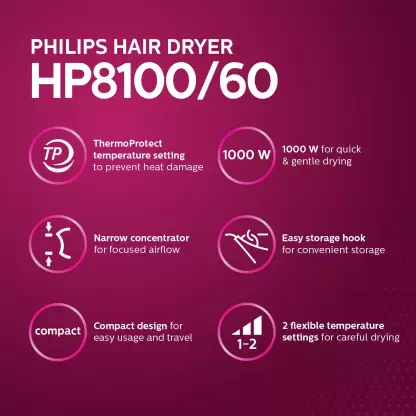 PHILIPS HAIR DRYER
HP8100/60
TP
ThermoProtect
temperature setting
to prevent heat damage
1000 W
1000 W for quick
& gentle drying
Narrow concentrator
for focused airflow
Easy storage hook
for convenient storage
compact
Compact design for
easy usage and travel
1-2
2 flexible temperature
settings for careful drying